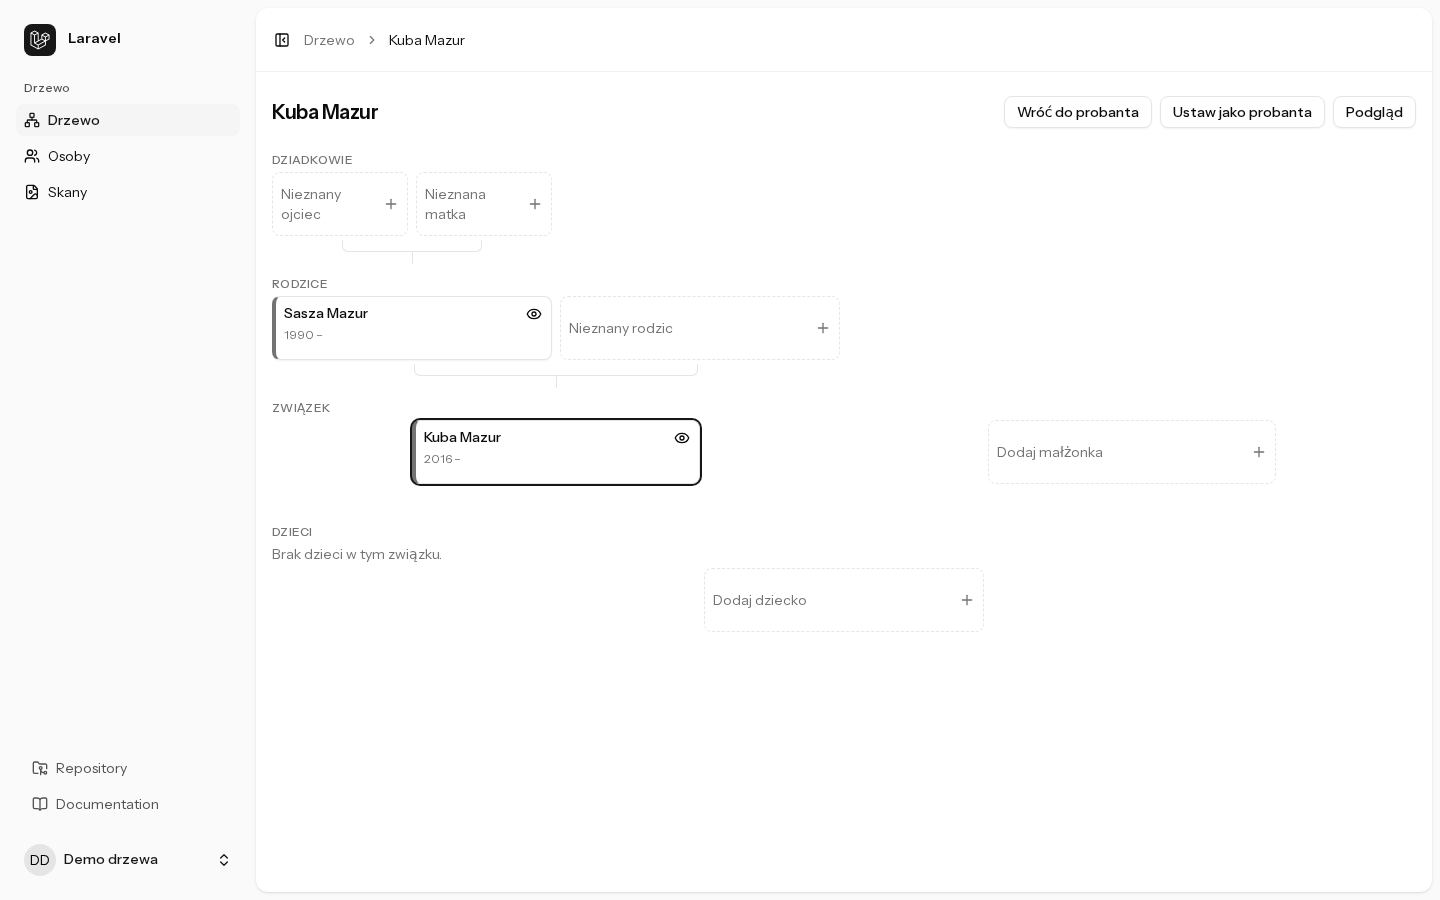 Laravel
Drzewo
Drzewo
Osoby
Skany
Repository
Documentation
DD
Demo drzewa
Drzewo
Kuba Mazur
Kuba Mazur
Wróć do probanta
Ustaw jako probanta
Podgląd
DZIADKOWIE
Nieznany
ojciec
Nieznana
matka
RODZICE
Sasza Mazur
1990 –
Nieznany rodzic
ZWIĄZEK
Kuba Mazur
2016 –
Dodaj małżonka
DZIECI
Brak dzieci w tym związku.
Dodaj dziecko